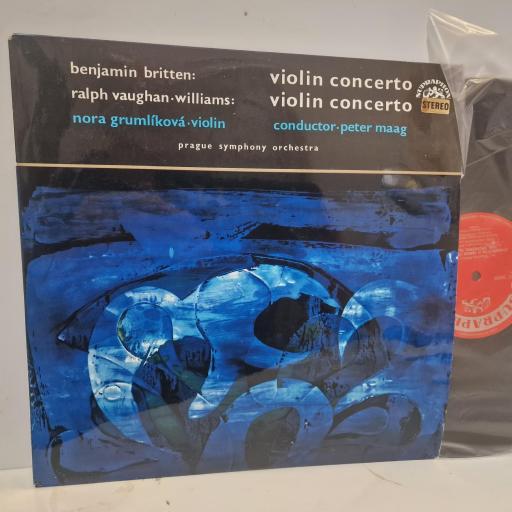 benjamin britten: violin concerto
ralph vaughan·williams: violin concerto
nora grumlíková·violin conductor·peter maag
prague symphony orchestra
SUPRAPHON
STEREO